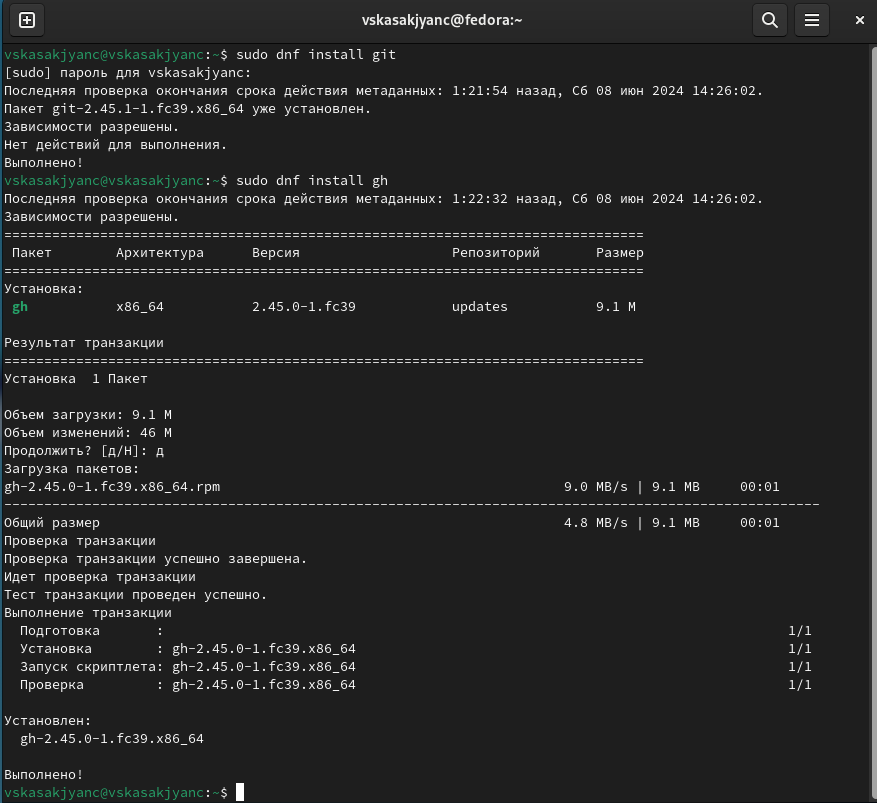 vskasakjyanc@fedora:~
vskasakjyanc@vskasakjyanc:~$ sudo dnf install git
[sudo] пароль для vskasakjyanc:
Последняя проверка окончания срока действия метаданных: 1:21:54 назад, Сб 08 июн 2024 14:26:02.
Пакет git-2.45.1-1.fc39.x86_64 уже установлен.
Зависимости разрешены.
Нет действий для выполнения.
Выполнено!
vskasakjyanc@vskasakjyanc:~$ sudo dnf install gh
Последняя проверка окончания срока действия метаданных: 1:22:32 назад, Сб 08 июн 2024 14:26:02.
Зависимости разрешены.
================================================================================
 Пакет        Архитектура      Версия                   Репозиторий       Размер
================================================================================
Установка:
 gh           x86_64           2.45.0-1.fc39            updates           9.1 M

Результат транзакции
================================================================================
Установка  1 Пакет

Объем загрузки: 9.1 M
Объем изменений: 46 M
Продолжить? [д/Н]: д
Загрузка пакетов:
gh-2.45.0-1.fc39.x86_64.rpm                                           9.0 MB/s | 9.1 MB     00:01
------------------------------------------------------------------------------------------------------
Общий размер                                                          4.8 MB/s | 9.1 MB     00:01
Проверка транзакции
Проверка транзакции успешно завершена.
Идет проверка транзакции
Тест транзакции проведен успешно.
Выполнение транзакции
  Подготовка       :                                                                              1/1
  Установка        : gh-2.45.0-1.fc39.x86_64                                                      1/1
  Запуск скриптлета: gh-2.45.0-1.fc39.x86_64                                                      1/1
  Проверка         : gh-2.45.0-1.fc39.x86_64                                                      1/1

Установлен:
  gh-2.45.0-1.fc39.x86_64

Выполнено!
vskasakjyanc@vskasakjyanc:~$